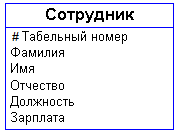 Сотрудник
# Табельный номер
Фамилия
Имя
Отчество
Должность
Зарплата